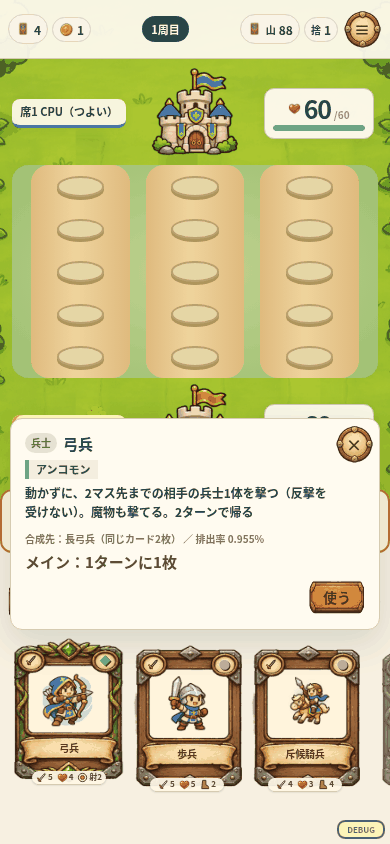 4
1
1周目
山 88
捨 1
席1 CPU（つよい）
60 /60
兵士 弓兵
アンコモン
動かずに、2マス先までの相手の兵士1体を撃つ（反撃を
受けない）。魔物も撃てる。2ターンで帰る
合成先：長弓兵（同じカード2枚） ／ 排出率 0.955%
メイン：1ターンに1枚
使う
弓兵
5 4 射2
歩兵
5 5 2
斥候騎兵
4 3 4
DEBUG